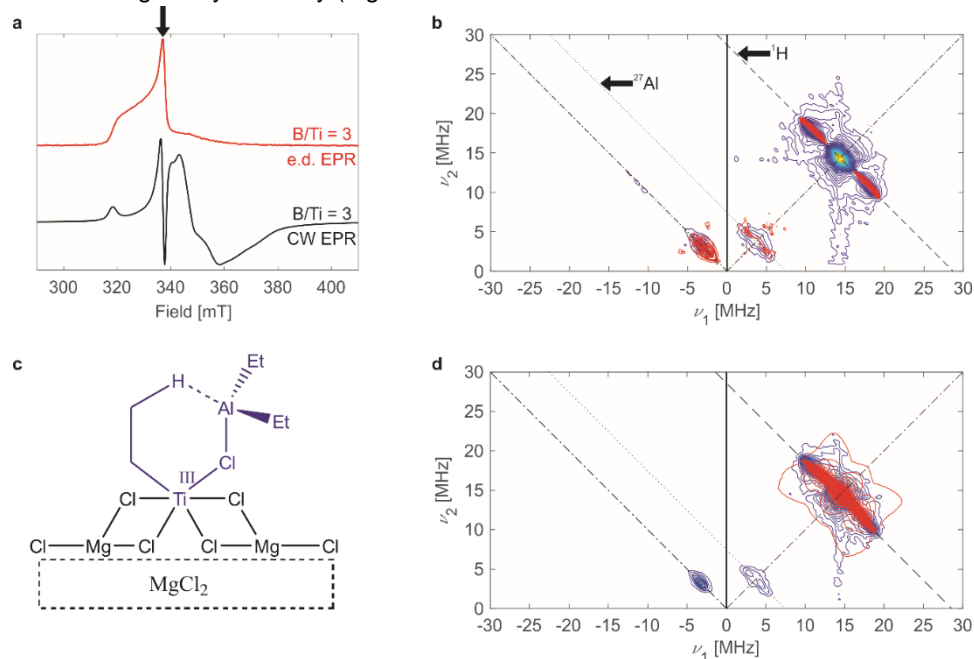 a
B/Ti = 3
e.d. EPR
B/Ti = 3
CW EPR
300 320 340 360 380 400
Field [mT]
b
30
25
20
15
10
5
0
ν2 [MHz]
¹H
²⁷Al
-30 -25 -20 -15 -10 -5 0 5 10 15 20 25 30
ν1 [MHz]
c
H
Et
Al
Et
Cl
III
Cl Ti Cl
Cl Mg Cl Cl Mg Cl
MgCl2
d
30
25
20
15
10
5
0
ν2 [MHz]
-30 -25 -20 -15 -10 -5 0 5 10 15 20 25 30
ν1 [MHz]